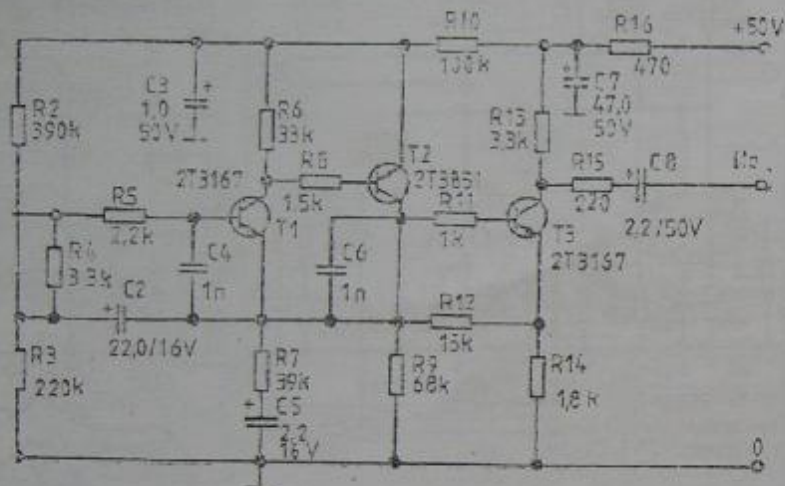 R10
R16
+50V
100k
470
C3
1,0
50V
R2
390k
R6
33k
C7
47,0
50V
R13
3,3k
2T3167
R8
1,5k
T2
2T3851
R15
220
C8
2,2/50V
R5
2,2k
T1
R11
1k
T3
2T3167
R4
33k
C4
1n
C6
1n
C2
22,0/16V
R12
15k
R3
220k
R7
39k
R9
68k
R14
1,8k
C5
2,2
16V
0